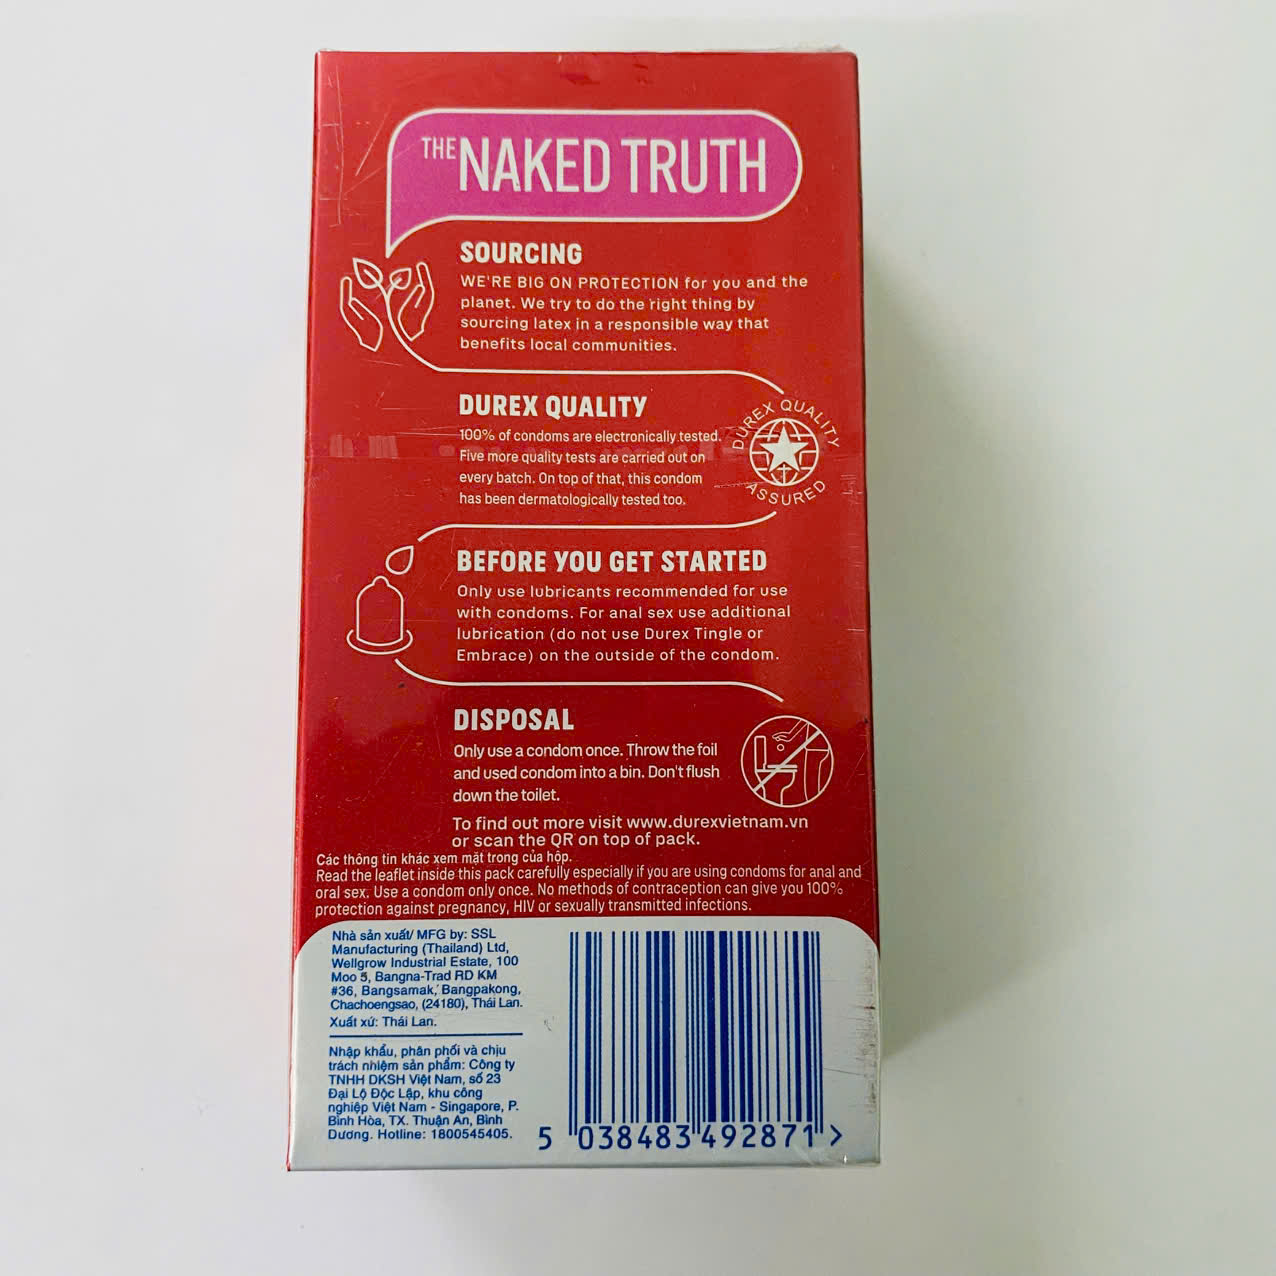 THE NAKED TRUTH
SOURCING
WE'RE BIG ON PROTECTION for you and the
planet. We try to do the right thing by
sourcing latex in a responsible way that
benefits local communities.
DUREX QUALITY
100% of condoms are electronically tested.
Five more quality tests are carried out on
every batch. On top of that, this condom
has been dermatologically tested too.
DUREX QUALITY
ASSURED
BEFORE YOU GET STARTED
Only use lubricants recommended for use
with condoms. For anal sex use additional
lubrication (do not use Durex Tingle or
Embrace) on the outside of the condom.
DISPOSAL
Only use a condom once. Throw the foil
and used condom into a bin. Don't flush
down the toilet.
To find out more visit www.durexvietnam.vn
or scan the QR on top of pack.
Các thông tin khác xem mặt trong của hộp.
Read the leaflet inside this pack carefully especially if you are using condoms for anal and
oral sex. Use a condom only once. No methods of contraception can give you 100%
protection against pregnancy, HIV or sexually transmitted infections.
Nhà sản xuất/ MFG by: SSL
Manufacturing (Thailand) Ltd,
Wellgrow Industrial Estate, 100
Moo 5, Bangna-Trad RD KM
#36, Bangsamak, Bangpakong,
Chachoengsao, (24180), Thái Lan.
Xuất xứ: Thái Lan.
Nhập khẩu, phân phối và chịu
trách nhiệm sản phẩm: Công ty
TNHH DKSH Việt Nam, số 23
Đại Lộ Độc Lập, khu công
nghiệp Việt Nam - Singapore, P.
Bình Hòa, TX. Thuận An, Bình
Dương. Hotline: 1800545405.
5 038483 492871 >